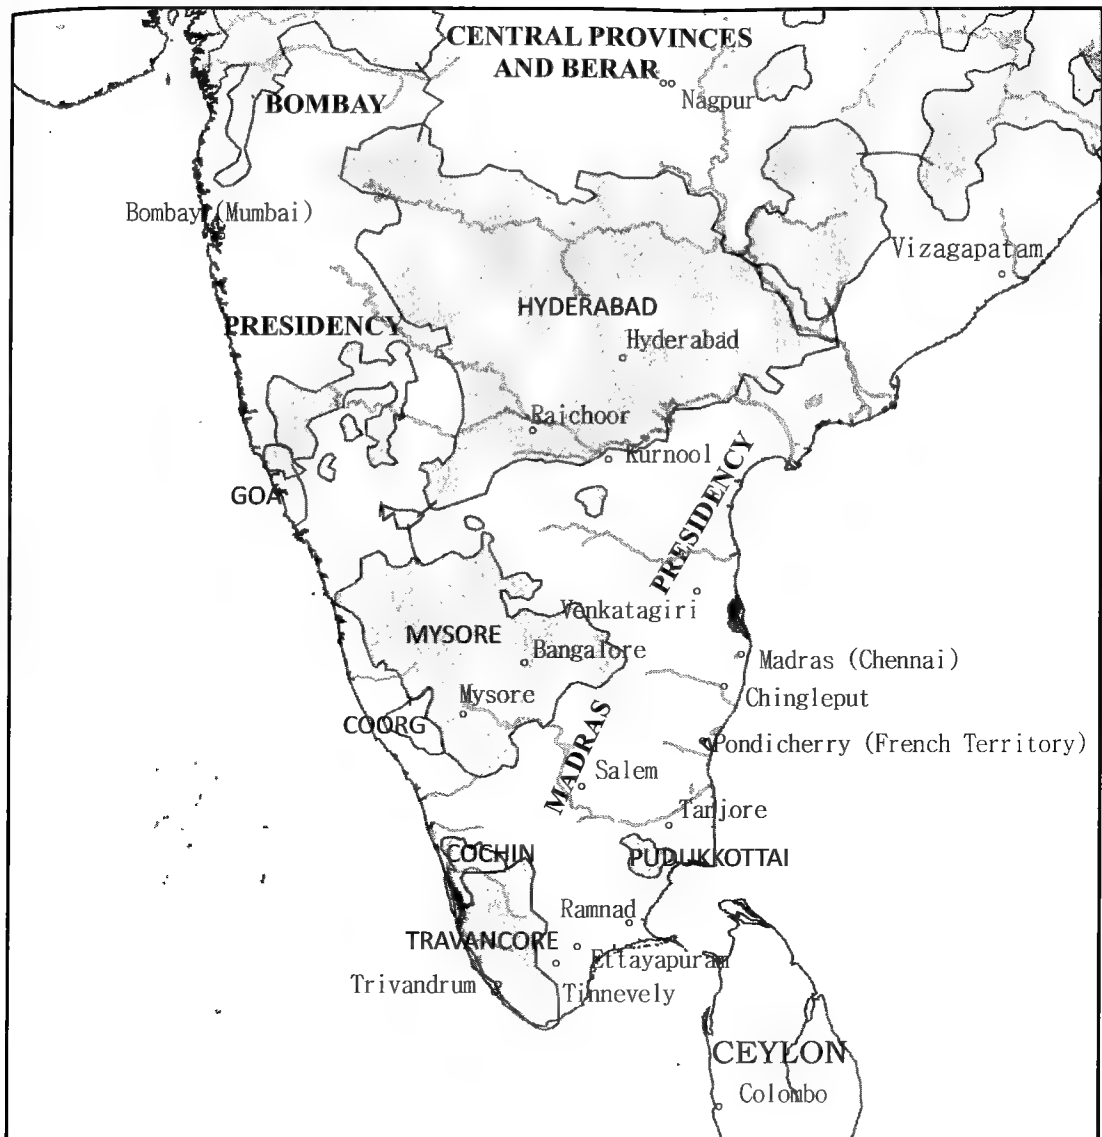 CENTRAL PROVINCES
AND BERAR
Nagpur
BOMBAY
Bombay (Mumbai)
Vizagapatam
HYDERABAD
PRESIDENCY
Hyderabad
Raichoor
Kurnool
GOA
PRESIDENCY
Venkatagiri
MYSORE
Bangalore
Madras (Chennai)
Mysore
Chingleput
COORG
MADRAS
Pondicherry (French Territory)
Salem
Tanjore
COCHIN
PUDUKKOTTAI
Ramnad
TRAVANCORE
Ettayapuram
Trivandrum
Tinnevely
CEYLON
Colombo